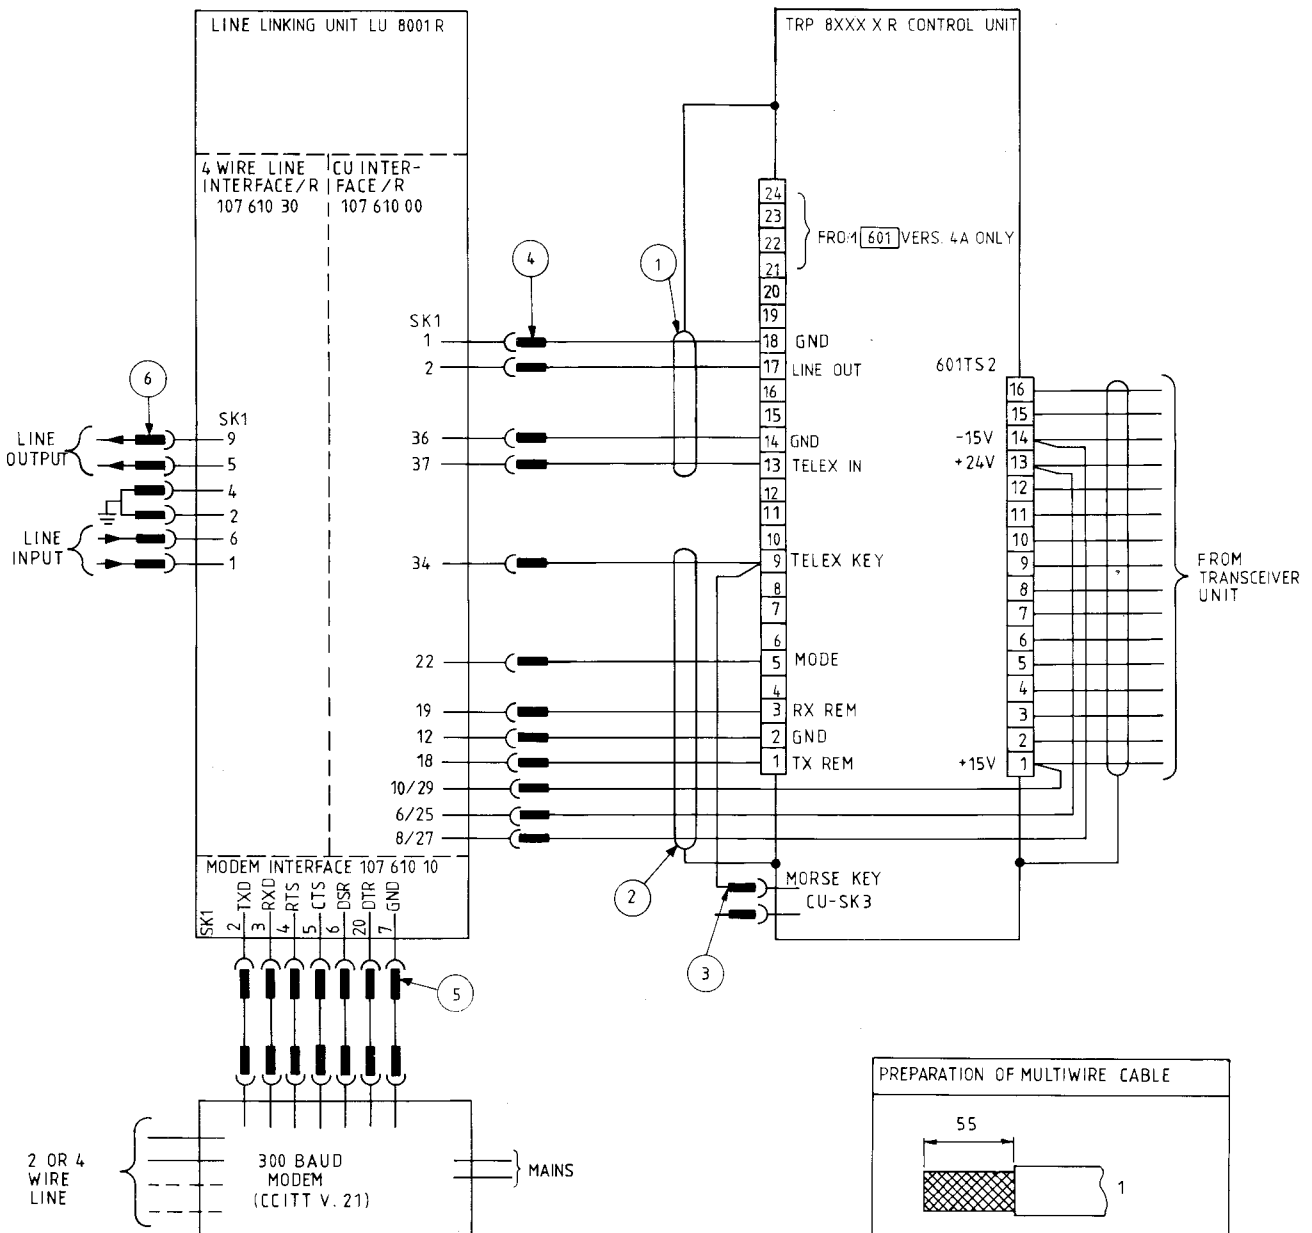 LINE LINKING UNIT LU 8001R
TRP 8XXX X R CONTROL UNIT
4 WIRE LINE
INTERFACE/R
107 610 30
CU INTER-
FACE/R
107 610 00
24
23
22
21
20
19
18
17
16
15
14
13
12
11
10
9
8
7
6
5
4
3
2
1
FROM 601 VERS. 4A ONLY
GND
LINE OUT
GND
TELEX IN
TELEX KEY
MODE
RX REM
GND
TX REM
4
1
SK1
1
2
36
37
34
22
19
12
18
10/29
6/25
8/27
6
SK1
9
5
4
2
6
1
LINE
OUTPUT
LINE
INPUT
601TS2
16
15
14
13
12
11
10
9
8
7
6
5
4
3
2
1
-15V
+24V
+15V
FROM
TRANSCEIVER
UNIT
MODEM INTERFACE 107 610 10
SK1
2 TXD
3 RXD
4 RTS
5 CTS
6 DSR
20 DTR
7 GND
2
MORSE KEY
CU-SK3
3
5
2 OR 4
WIRE
LINE
300 BAUD
MODEM
(CCITT V.21)
MAINS
PREPARATION OF MULTIWIRE CABLE
55
1